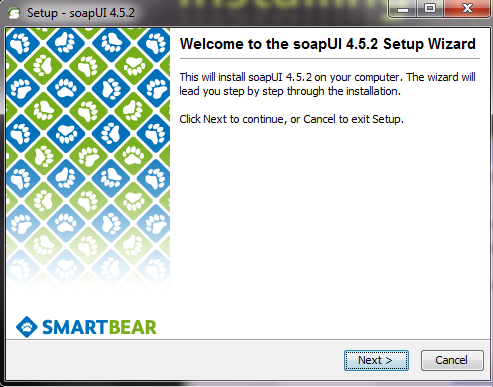 Setup - soapUI 4.5.2
Welcome to the soapUI 4.5.2 Setup Wizard
This will install soapUI 4.5.2 on your computer. The wizard will
lead you step by step through the installation.
Click Next to continue, or Cancel to exit Setup.
SMARTBEAR
Next >
Cancel